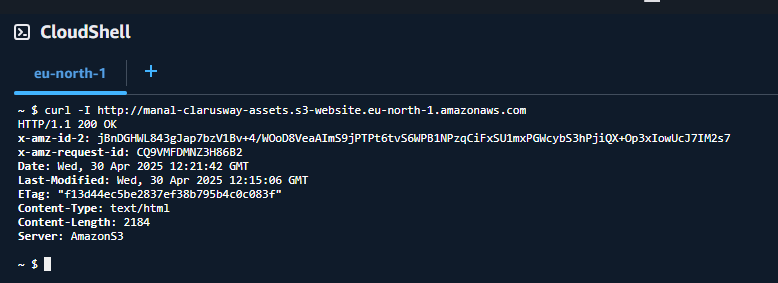 CloudShell
eu-north-1
+
~ $ curl -I http://manal-clarusway-assets.s3-website.eu-north-1.amazonaws.com
HTTP/1.1 200 OK
x-amz-id-2: jBnDGHWL843gJap7bzV1Bv+4/WOoD8VeaAImS9jPTPt6tvS6WPB1NPzqCiFxSU1mxPGWcybS3hPjiQX+Op3xIowUcJ7IM2s7
x-amz-request-id: CQ9VMFDMNZ3H86B2
Date: Wed, 30 Apr 2025 12:21:42 GMT
Last-Modified: Wed, 30 Apr 2025 12:15:06 GMT
ETag: "f13d44ec5be2837ef38b795b4c0c083f"
Content-Type: text/html
Content-Length: 2184
Server: AmazonS3
~ $